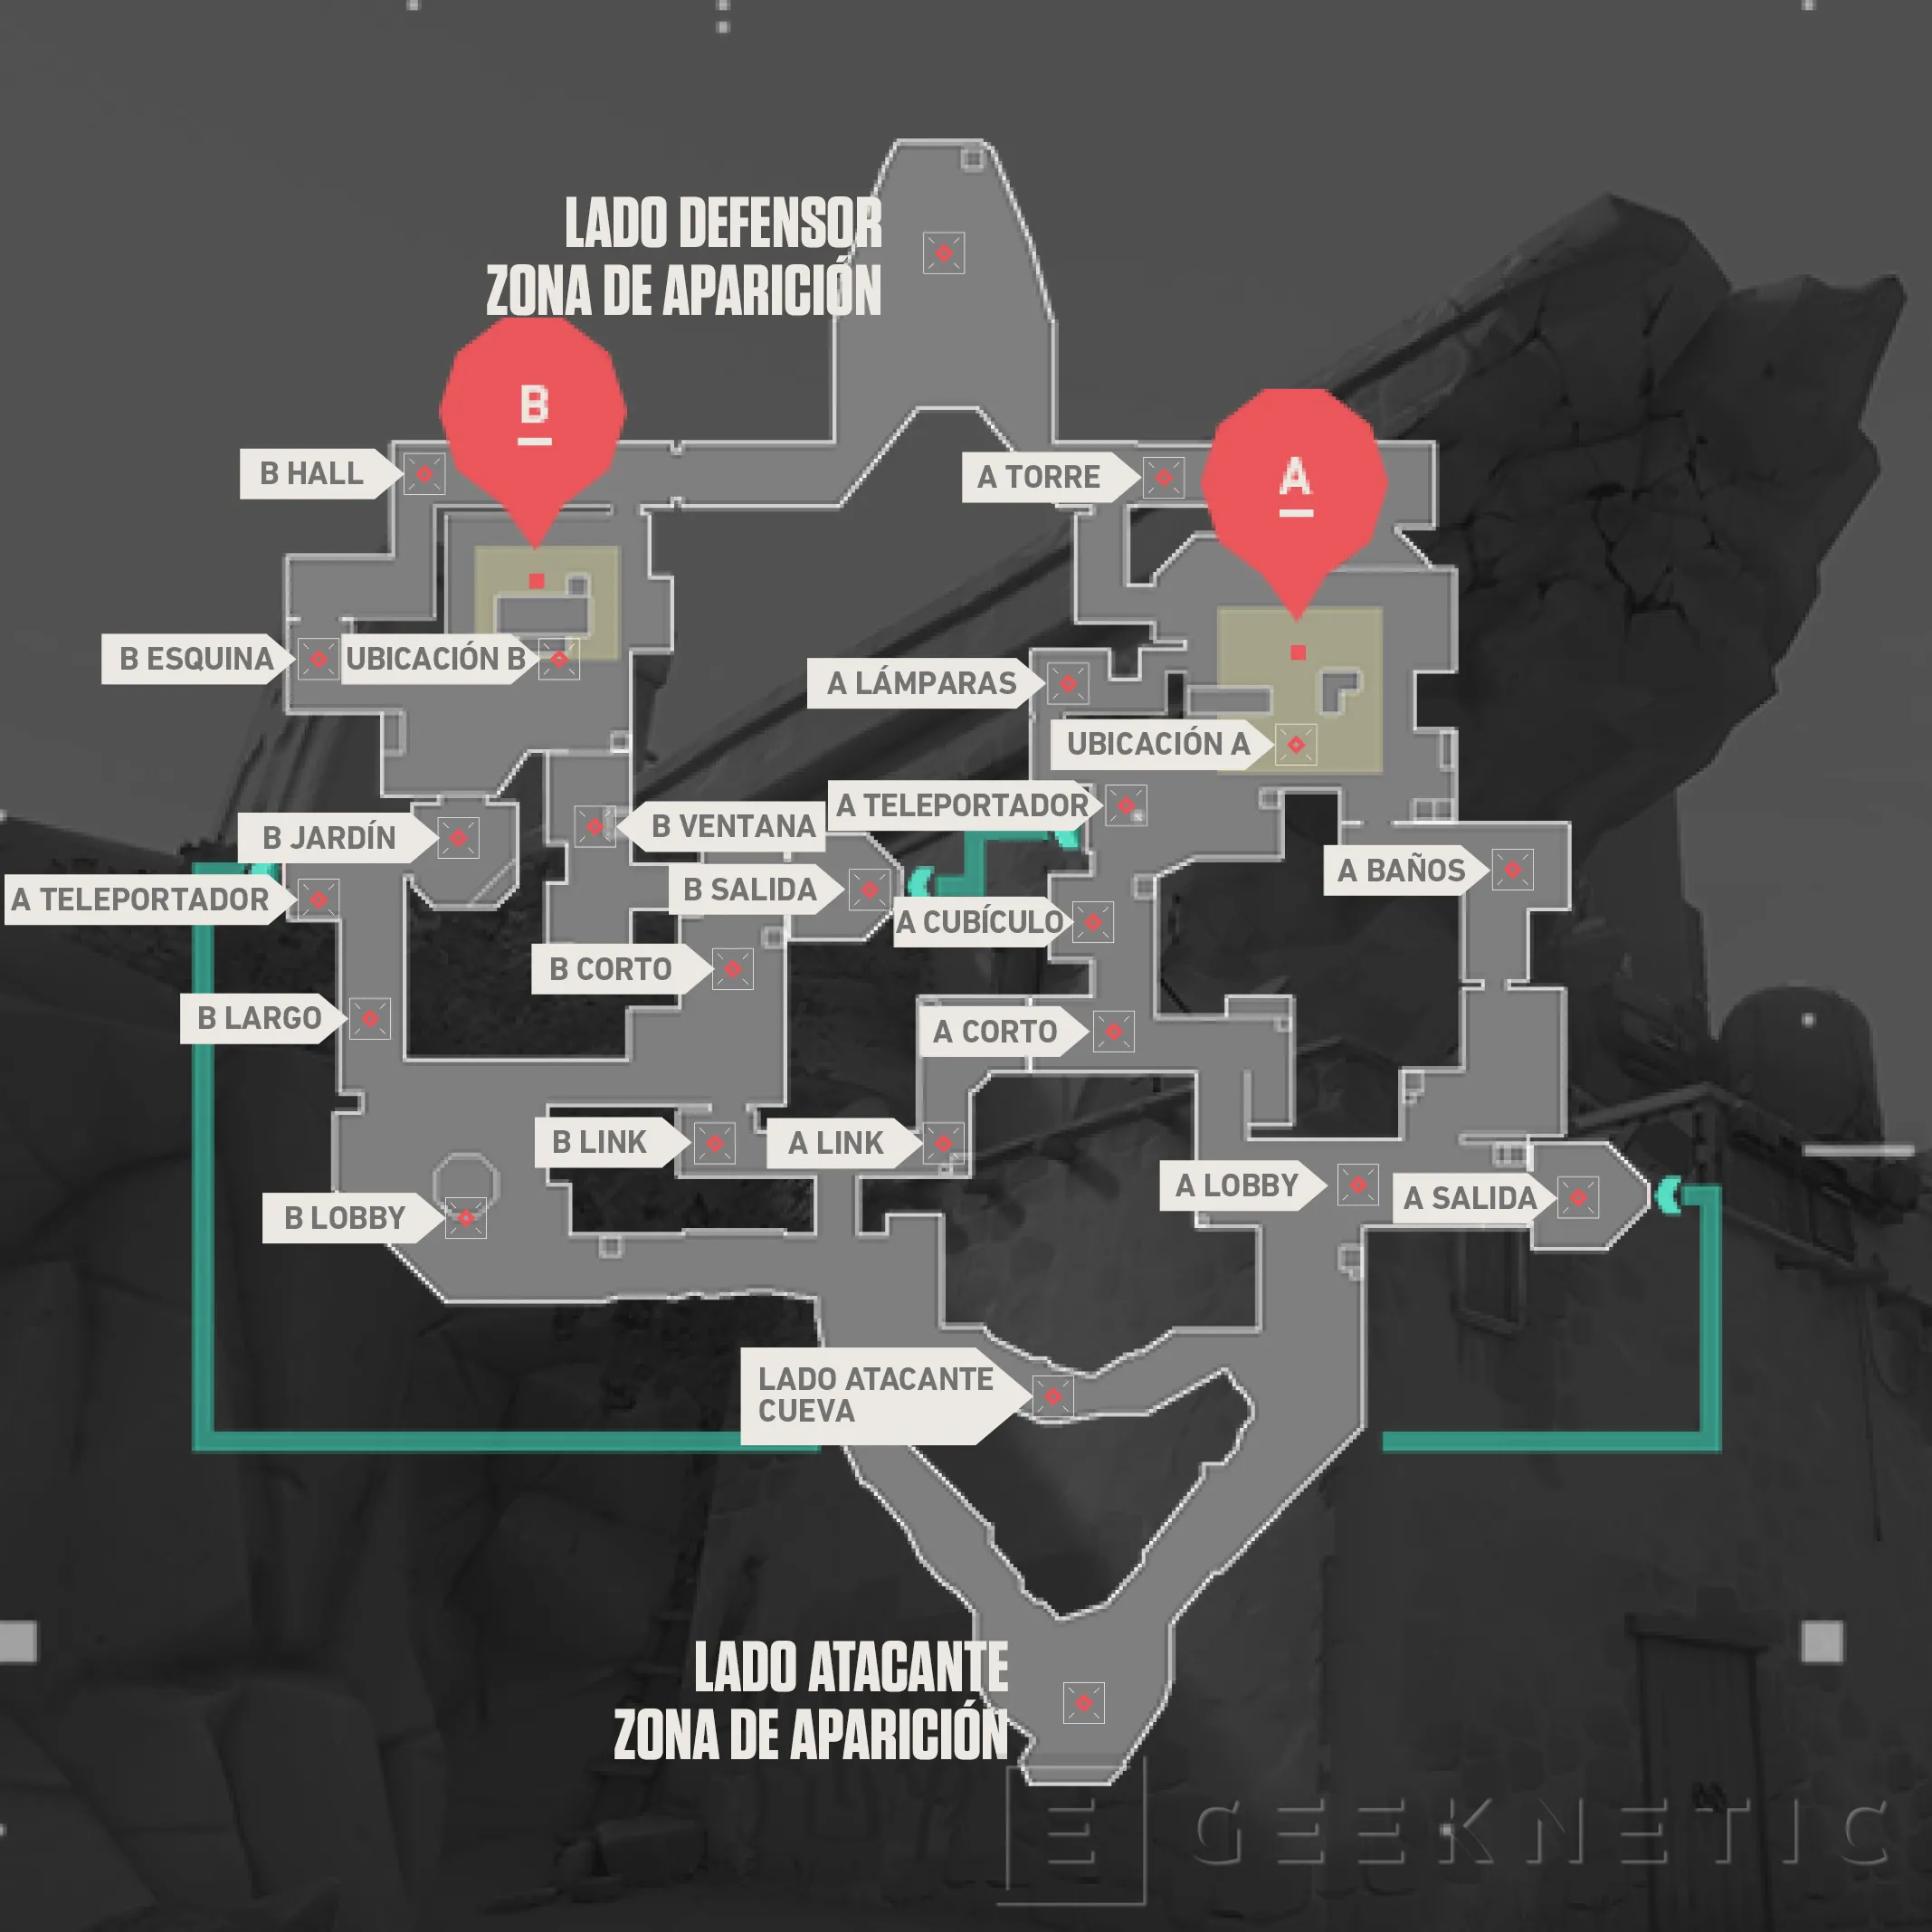 LADO DEFENSOR
ZONA DE APARICIÓN
B
A
B HALL
A TORRE
B ESQUINA
UBICACIÓN B
A LÁMPARAS
UBICACIÓN A
A TELEPORTADOR
B VENTANA
B JARDÍN
A BAÑOS
B SALIDA
A TELEPORTADOR
A CUBÍCULO
B CORTO
B LARGO
A CORTO
B LINK
A LINK
A LOBBY
A SALIDA
B LOBBY
LADO ATACANTE
CUEVA
LADO ATACANTE
ZONA DE APARICIÓN
E GEEKNETIC